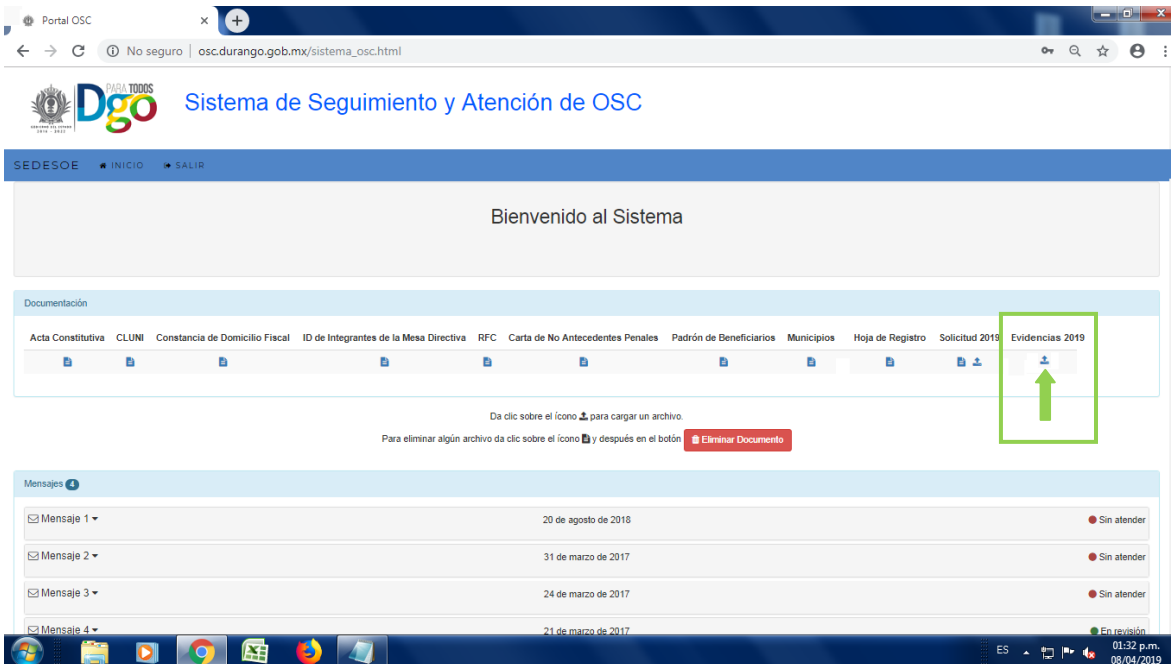 Portal OSC
No seguro | osc.durango.gob.mx/sistema_osc.html
PARA TODOS
Dgo
Sistema de Seguimiento y Atención de OSC
SEDESOE INICIO SALIR
Bienvenido al Sistema
Documentación
Acta Constitutiva CLUNI Constancia de Domicilio Fiscal ID de Integrantes de la Mesa Directiva RFC Carta de No Antecedentes Penales Padrón de Beneficiarios Municipios Hoja de Registro Solicitud 2019 Evidencias 2019
Da clic sobre el ícono para cargar un archivo.
Para eliminar algún archivo da clic sobre el ícono y después en el botón Eliminar Documento
Mensajes 4
Mensaje 1 20 de agosto de 2018 Sin atender
Mensaje 2 31 de marzo de 2017 Sin atender
Mensaje 3 24 de marzo de 2017 Sin atender
Mensaje 4 21 de marzo de 2017 En revisión
ES 01:32 p.m.
08/04/2019